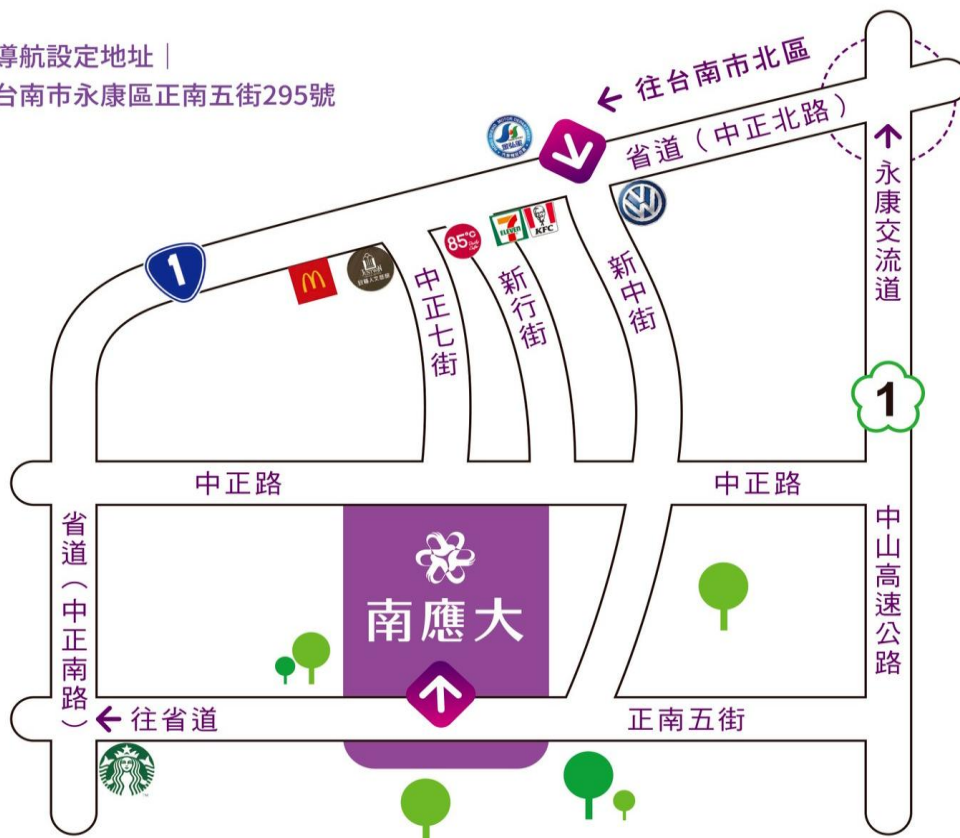 導航設定地址｜
台南市永康區正南五街295號
← 往台南市北區
省道（中正北路）
永康交流道
1
85°C
7
ELEVEN
KFC
中正七街
新行街
新中街
1
中正路
中正路
省道（中正南路）
南應大
中山高速公路
← 往省道
正南五街